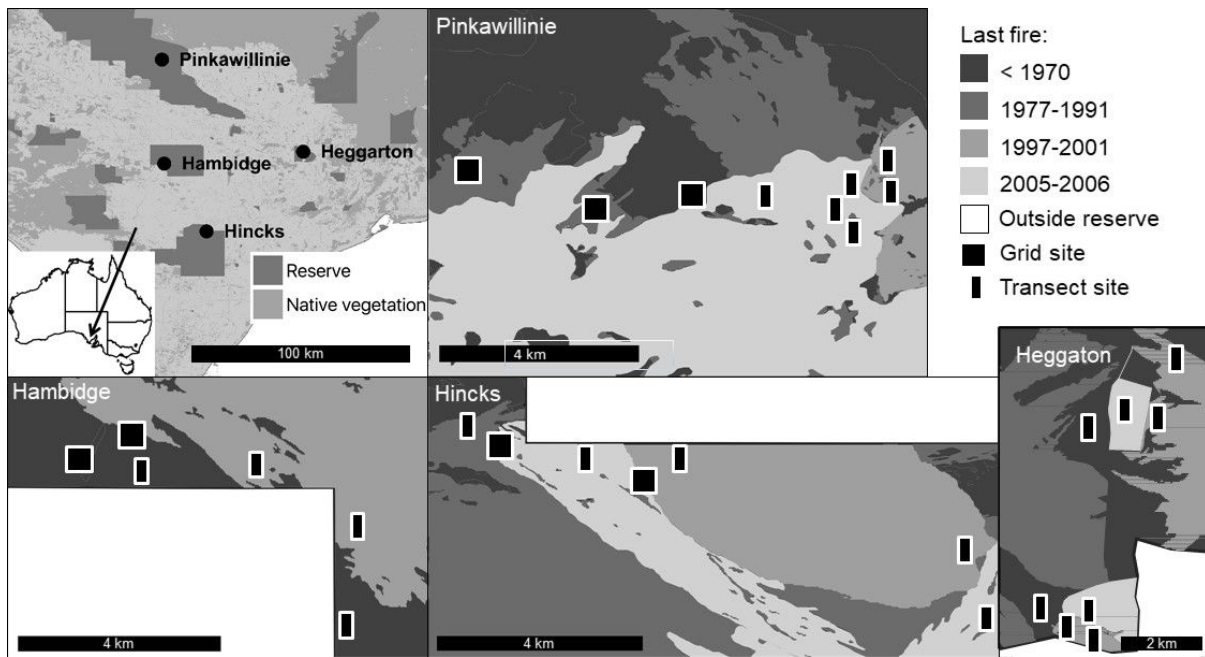 Pinkawillinie
Hambidge
Heggarton
Hincks
Reserve
Native vegetation
100 km
Pinkawillinie
4 km
Last fire:
< 1970
1977-1991
1997-2001
2005-2006
Outside reserve
Grid site
Transect site
Hambidge
4 km
Hincks
4 km
Heggaton
2 km